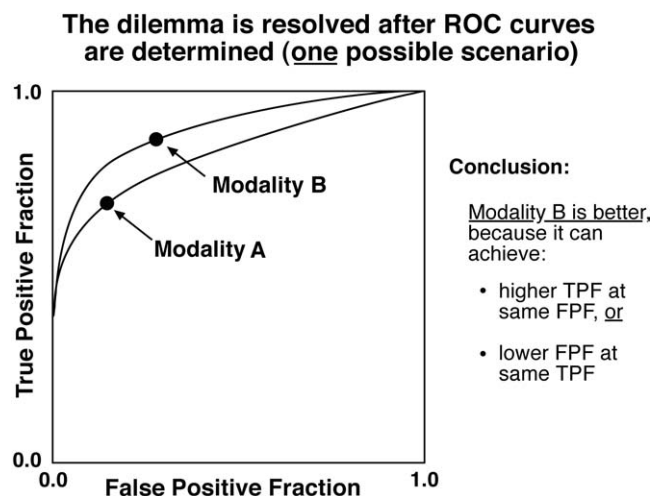 The dilemma is resolved after ROC curves
are determined (one possible scenario)
1.0
True Positive Fraction
Modality B
Modality A
0.0
0.0
1.0
False Positive Fraction
Conclusion:
Modality B is better,
because it can
achieve:
• higher TPF at
same FPF, or
• lower FPF at
same TPF